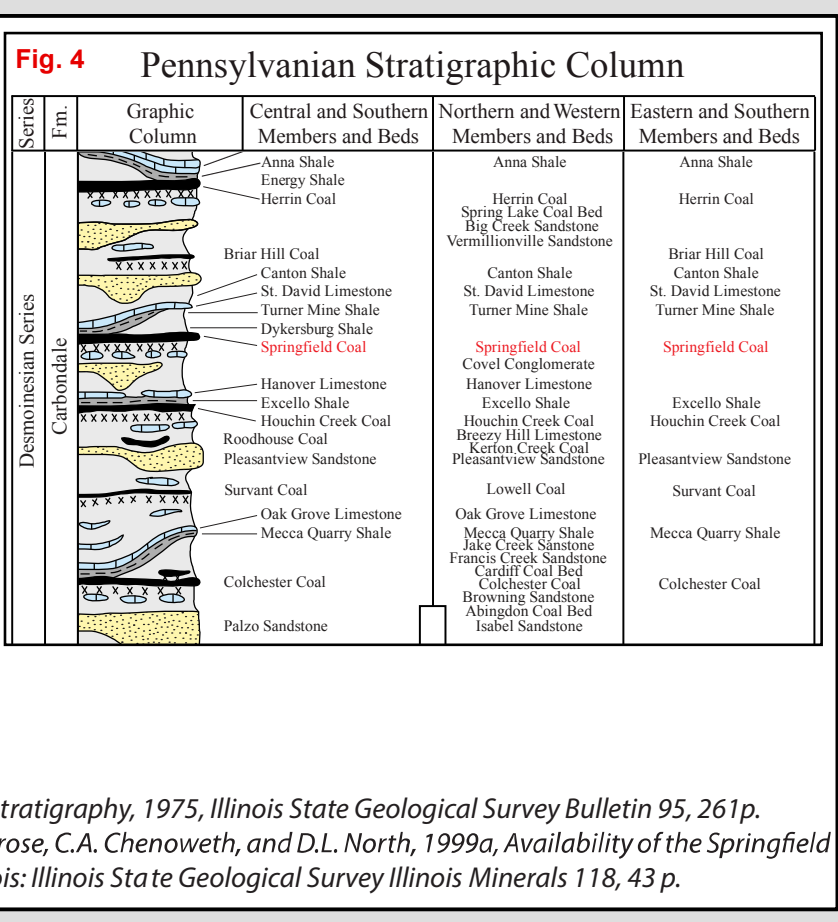 Fig. 4
Pennsylvanian Stratigraphic Column
Series
Fm.
Graphic
Column
Central and Southern
Members and Beds
Northern and Western
Members and Beds
Eastern and Southern
Members and Beds
Desmoinesian Series
Carbondale
Anna Shale
Energy Shale
Herrin Coal
Briar Hill Coal
Canton Shale
St. David Limestone
Turner Mine Shale
Dykersburg Shale
Springfield Coal
Hanover Limestone
Excello Shale
Houchin Creek Coal
Roodhouse Coal
Pleasantview Sandstone
Survant Coal
Oak Grove Limestone
Mecca Quarry Shale
Colchester Coal
Palzo Sandstone
Anna Shale
Herrin Coal
Spring Lake Coal Bed
Big Creek Sandstone
Vermillionville Sandstone
Canton Shale
St. David Limestone
Turner Mine Shale
Springfield Coal
Covel Conglomerate
Hanover Limestone
Excello Shale
Houchin Creek Coal
Breezy Hill Limestone
Kerton Creek Coal
Pleasantview Sandstone
Lowell Coal
Oak Grove Limestone
Mecca Quarry Shale
Jake Creek Sanstone
Francis Creek Sandstone
Cardiff Coal Bed
Colchester Coal
Browning Sandstone
Abingdon Coal Bed
Isabel Sandstone
Anna Shale
Herrin Coal
Briar Hill Coal
Canton Shale
St. David Limestone
Turner Mine Shale
Springfield Coal
Excello Shale
Houchin Creek Coal
Pleasantview Sandstone
Survant Coal
Mecca Quarry Shale
Colchester Coal
tratigraphy, 1975, Illinois State Geological Survey Bulletin 95, 261p.
rose, C.A. Chenoweth, and D.L. North, 1999a, Availability of the Springfield
ois: Illinois State Geological Survey Illinois Minerals 118, 43 p.